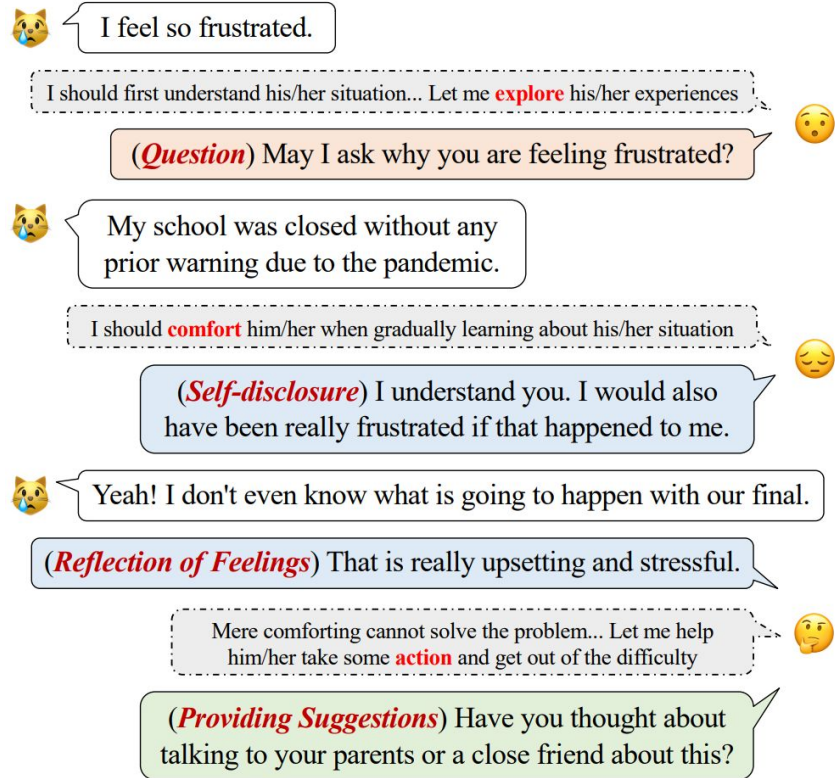 I feel so frustrated.
I should first understand his/her situation... Let me explore his/her experiences
(Question) May I ask why you are feeling frustrated?
My school was closed without any
prior warning due to the pandemic.
I should comfort him/her when gradually learning about his/her situation
(Self-disclosure) I understand you. I would also
have been really frustrated if that happened to me.
Yeah! I don't even know what is going to happen with our final.
(Reflection of Feelings) That is really upsetting and stressful.
Mere comforting cannot solve the problem... Let me help
him/her take some action and get out of the difficulty
(Providing Suggestions) Have you thought about
talking to your parents or a close friend about this?